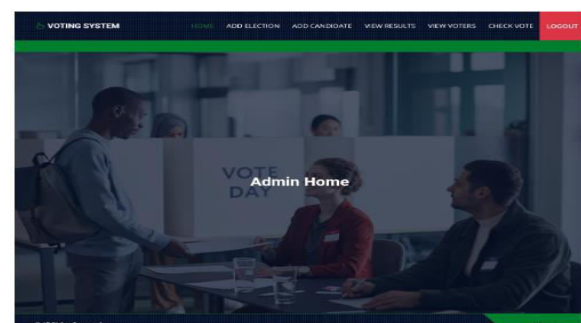 VOTING SYSTEM HOME ADD ELECTION ADD CANDIDATE VIEW RESULTS VIEW VOTERS CHECK VOTE LOGOUT
VOTE
DAY
Admin Home